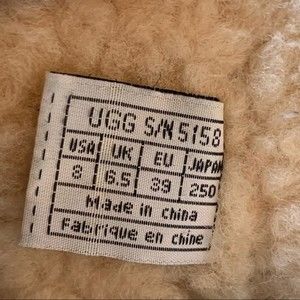 UGG S/N 5158
USA UK EU JAPAN
8 6.5 39 250
Made in china
Fabrique en chine